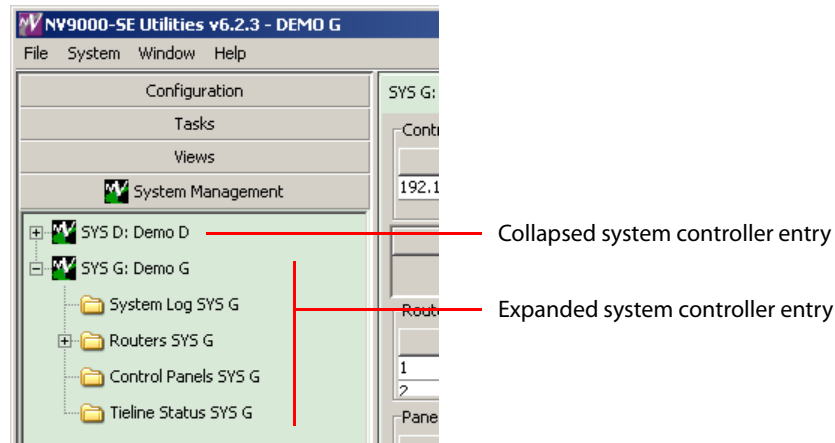 NV9000-SE Utilities v6.2.3 - DEMO G
File System Window Help
Configuration
Tasks
Views
System Management
SYS D: Demo D
SYS G: Demo G
System Log SYS G
Routers SYS G
Control Panels SYS G
Tieline Status SYS G
SYS G:
Contr
192.1
Route
1
2
Pane
Collapsed system controller entry
Expanded system controller entry